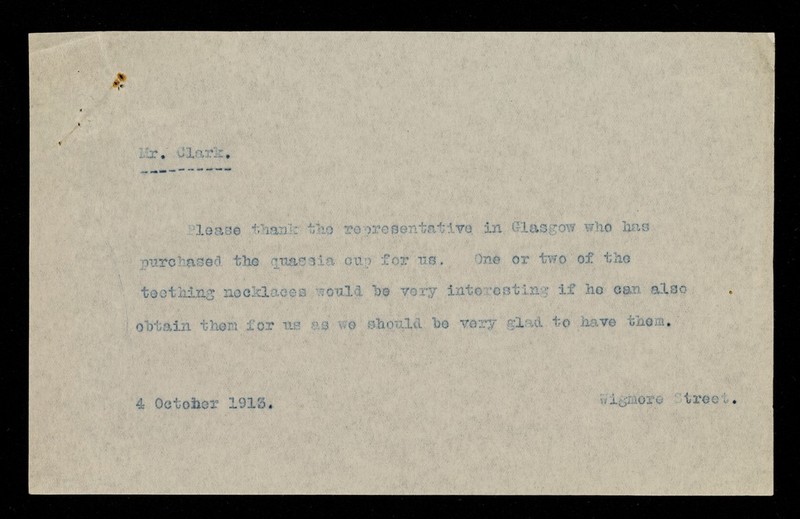 Mr. Clark.
Please thank the representative in Glasgow who has
purchased the quassia cup for us. One or two of the
teething necklaces would be very interesting if he can also
obtain them for us as we should be very glad to have them.
4 October 1913.
Wigmore Street.